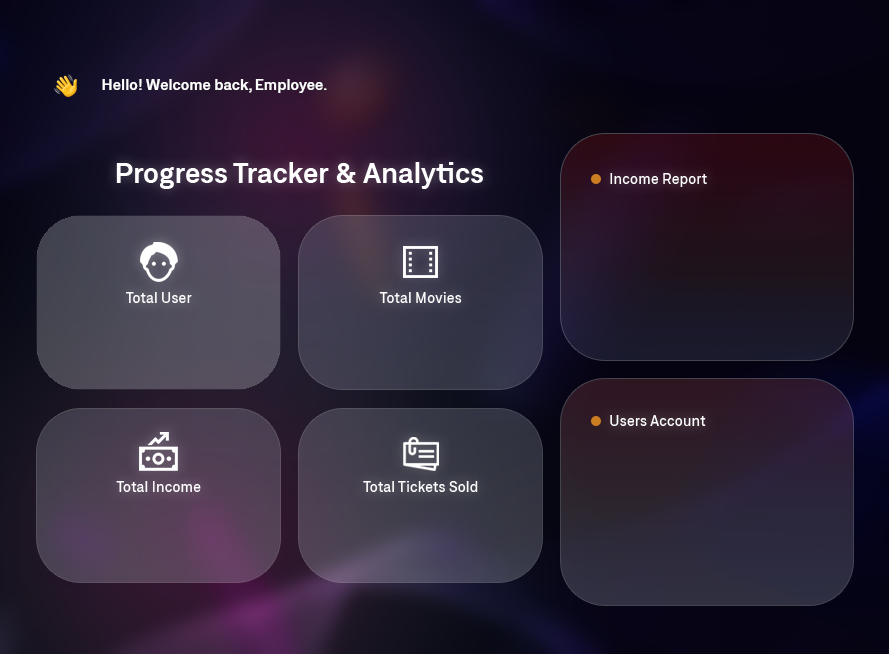 Hello! Welcome back, Employee.
Progress Tracker & Analytics
Total User
Total Movies
Total Income
Total Tickets Sold
Income Report
Users Account